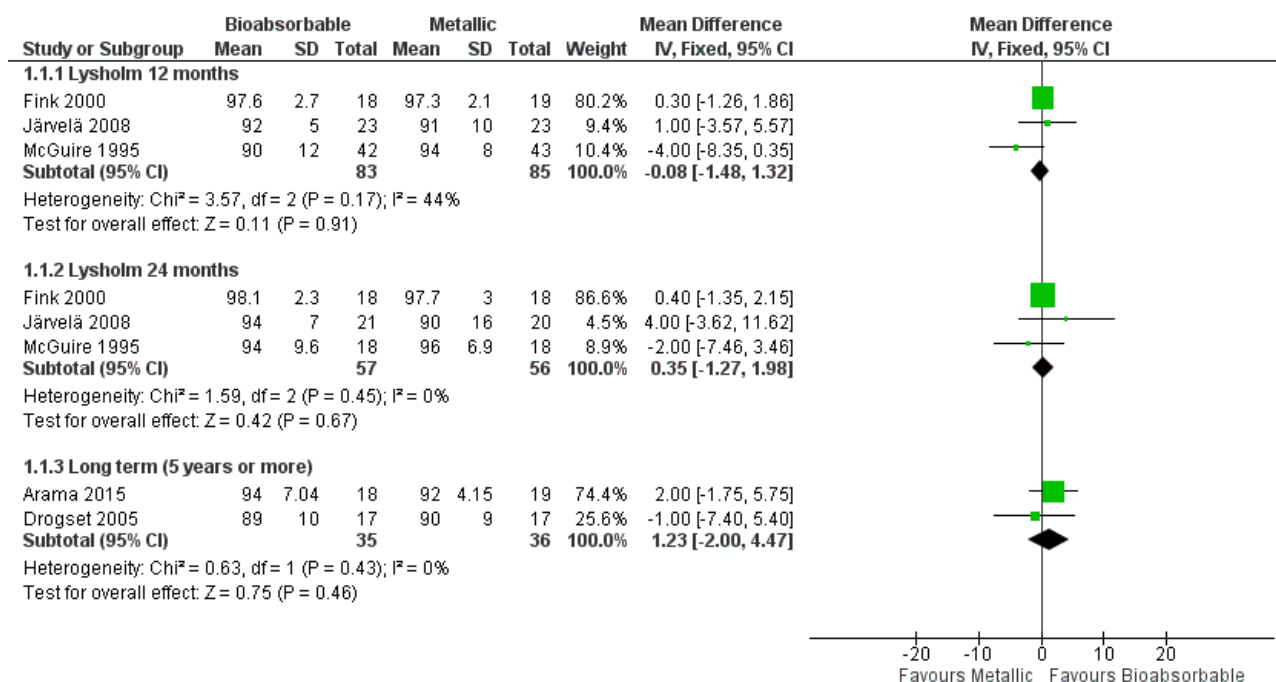 Bioabsorbable Metallic Mean Difference Mean Difference
Study or Subgroup Mean SD Total Mean SD Total Weight IV, Fixed, 95% CI IV, Fixed, 95% CI
1.1.1 Lysholm 12 months
Fink 2000 97.6 2.7 18 97.3 2.1 19 80.2% 0.30 [-1.26, 1.86]
Järvelä 2008 92 5 23 91 10 23 9.4% 1.00 [-3.57, 5.57]
McGuire 1995 90 12 42 94 8 43 10.4% -4.00 [-8.35, 0.35]
Subtotal (95% CI) 83 85 100.0% -0.08 [-1.48, 1.32]
Heterogeneity: Chi² = 3.57, df = 2 (P = 0.17); I² = 44%
Test for overall effect: Z = 0.11 (P = 0.91)
1.1.2 Lysholm 24 months
Fink 2000 98.1 2.3 18 97.7 3 18 86.6% 0.40 [-1.35, 2.15]
Järvelä 2008 94 7 21 90 16 20 4.5% 4.00 [-3.62, 11.62]
McGuire 1995 94 9.6 18 96 6.9 18 8.9% -2.00 [-7.46, 3.46]
Subtotal (95% CI) 57 56 100.0% 0.35 [-1.27, 1.98]
Heterogeneity: Chi² = 1.59, df = 2 (P = 0.45); I² = 0%
Test for overall effect: Z = 0.42 (P = 0.67)
1.1.3 Long term (5 years or more)
Arama 2015 94 7.04 18 92 4.15 19 74.4% 2.00 [-1.75, 5.75]
Drogset 2005 89 10 17 90 9 17 25.6% -1.00 [-7.40, 5.40]
Subtotal (95% CI) 35 36 100.0% 1.23 [-2.00, 4.47]
Heterogeneity: Chi² = 0.63, df = 1 (P = 0.43); I² = 0%
Test for overall effect: Z = 0.75 (P = 0.46)
-20 -10 0 10 20
Favours Metallic Favours Bioabsorbable